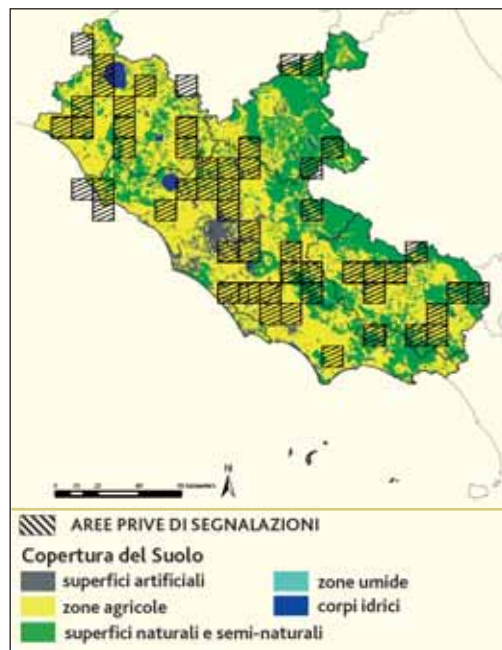 N
AREE PRIVE DI SEGNALAZIONI
Copertura del Suolo
superfici artificiali
zone umide
zone agricole
corpi idrici
superfici naturali e semi-naturali